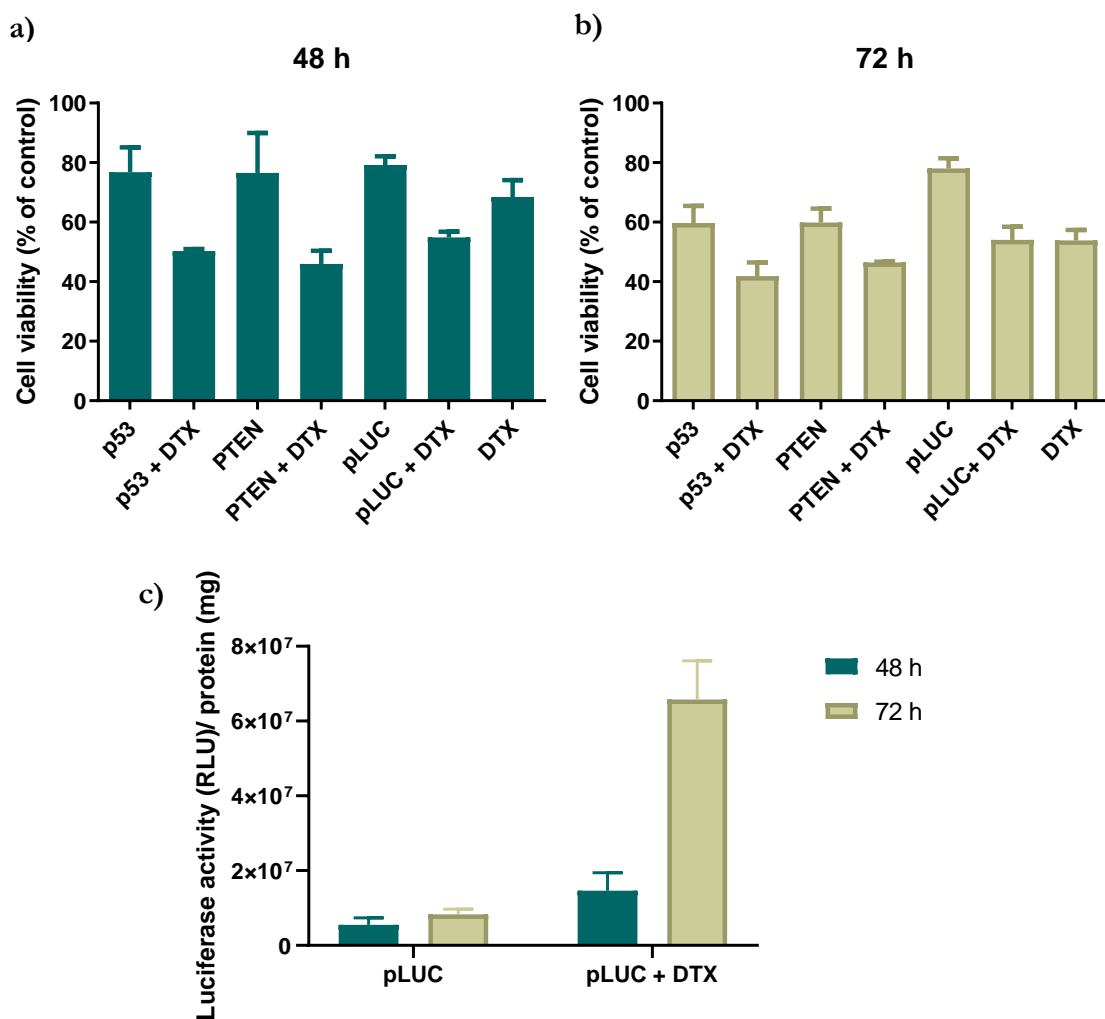 a)
48 h
Cell viability (% of control)
100
80
60
40
20
0
p53
p53 + DTX
PTEN
PTEN + DTX
pLUC
pLUC + DTX
DTX
b)
72 h
Cell viability (% of control)
100
80
60
40
20
0
p53
p53 + DTX
PTEN
PTEN + DTX
pLUC
pLUC+ DTX
DTX
c)
Luciferase activity (RLU)/ protein (mg)
8×10⁷
6×10⁷
4×10⁷
2×10⁷
0
pLUC
pLUC + DTX
48 h
72 h